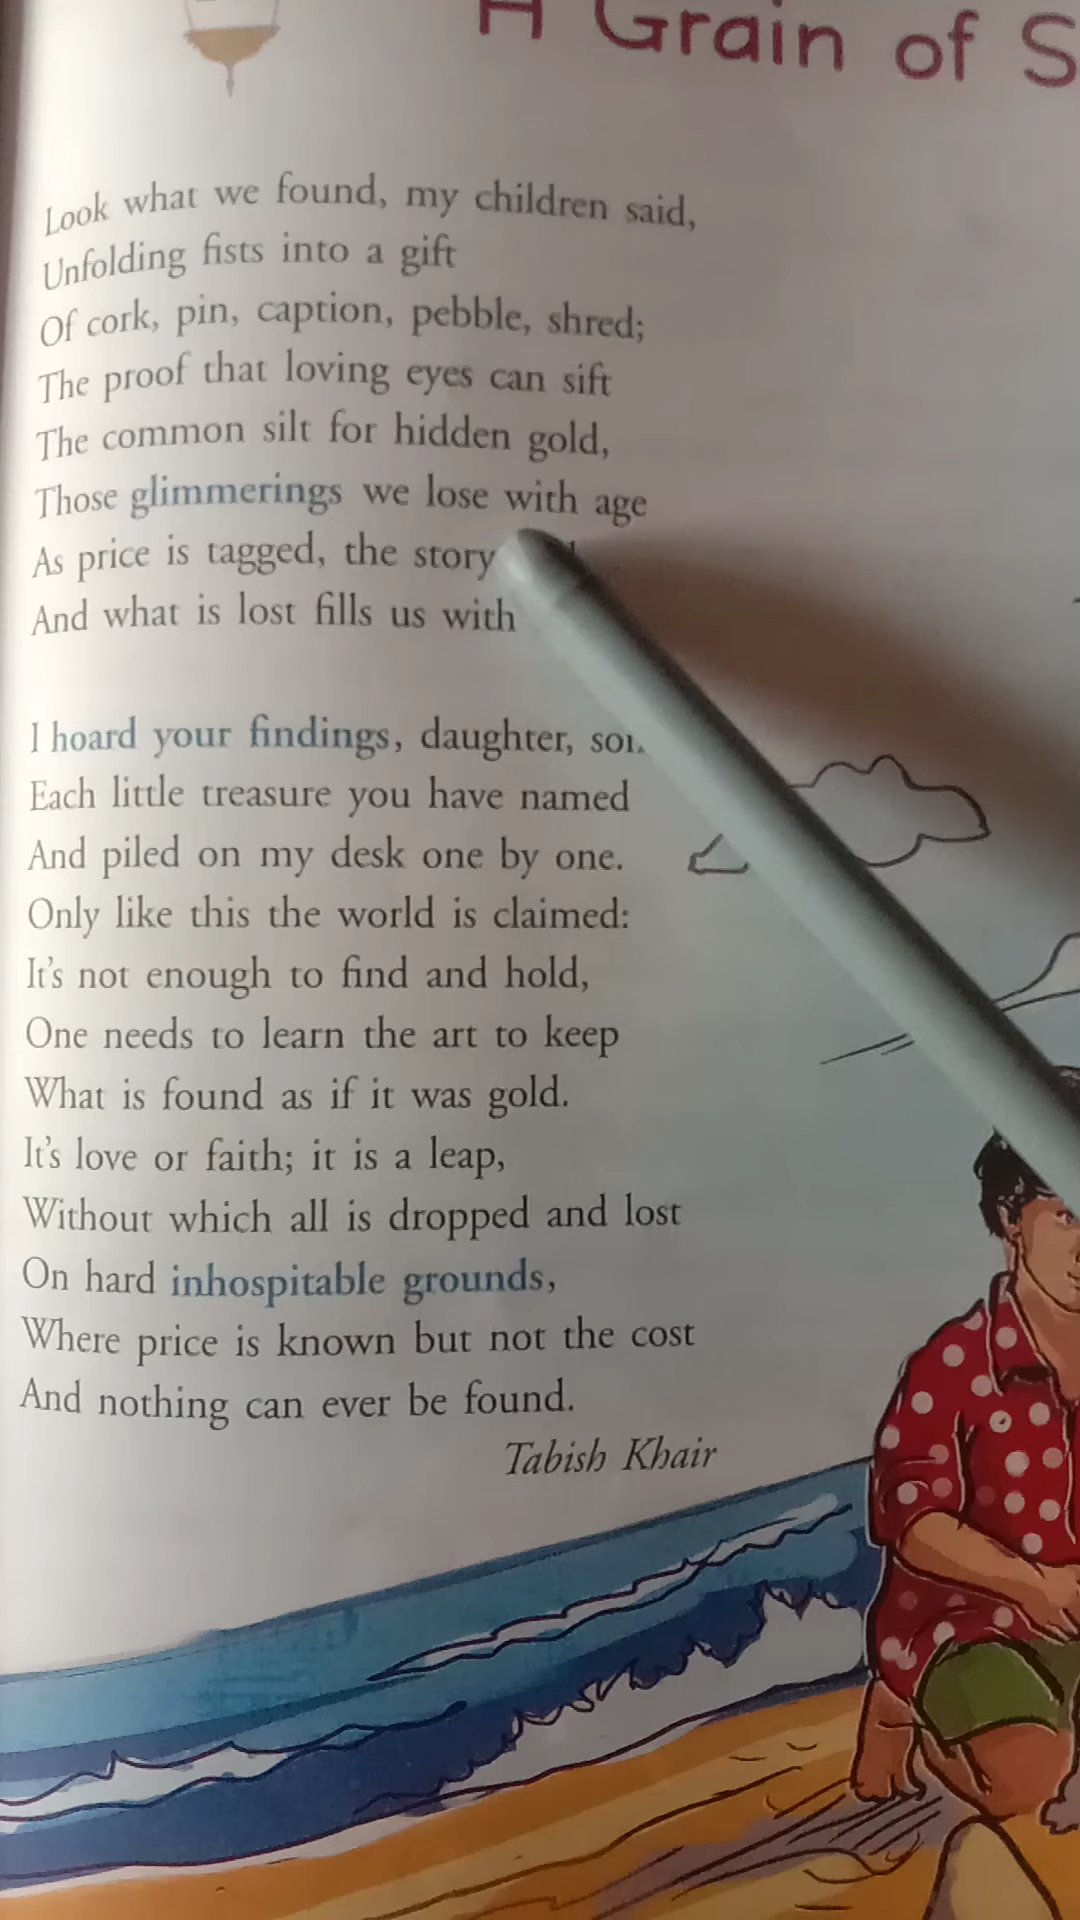 A Grain of S
Look what we found, my children said,
Unfolding fists into a gift
Of cork, pin, caption, pebble, shred;
The proof that loving eyes can sift
The common silt for hidden gold,
Those glimmerings we lose with age
As price is tagged, the story
And what is lost fills us with
I hoard your findings, daughter,
Each little treasure you have named
And piled on my desk one by one.
Only like this the world is claimed:
It's not enough to find and hold,
One needs to learn the art to keep
What is found as if it was gold.
It's love or faith; it is a leap,
Without which all is dropped and lost
On hard inhospitable grounds,
Where price is known but not the cost
And nothing can ever be found.
Tabish Khair